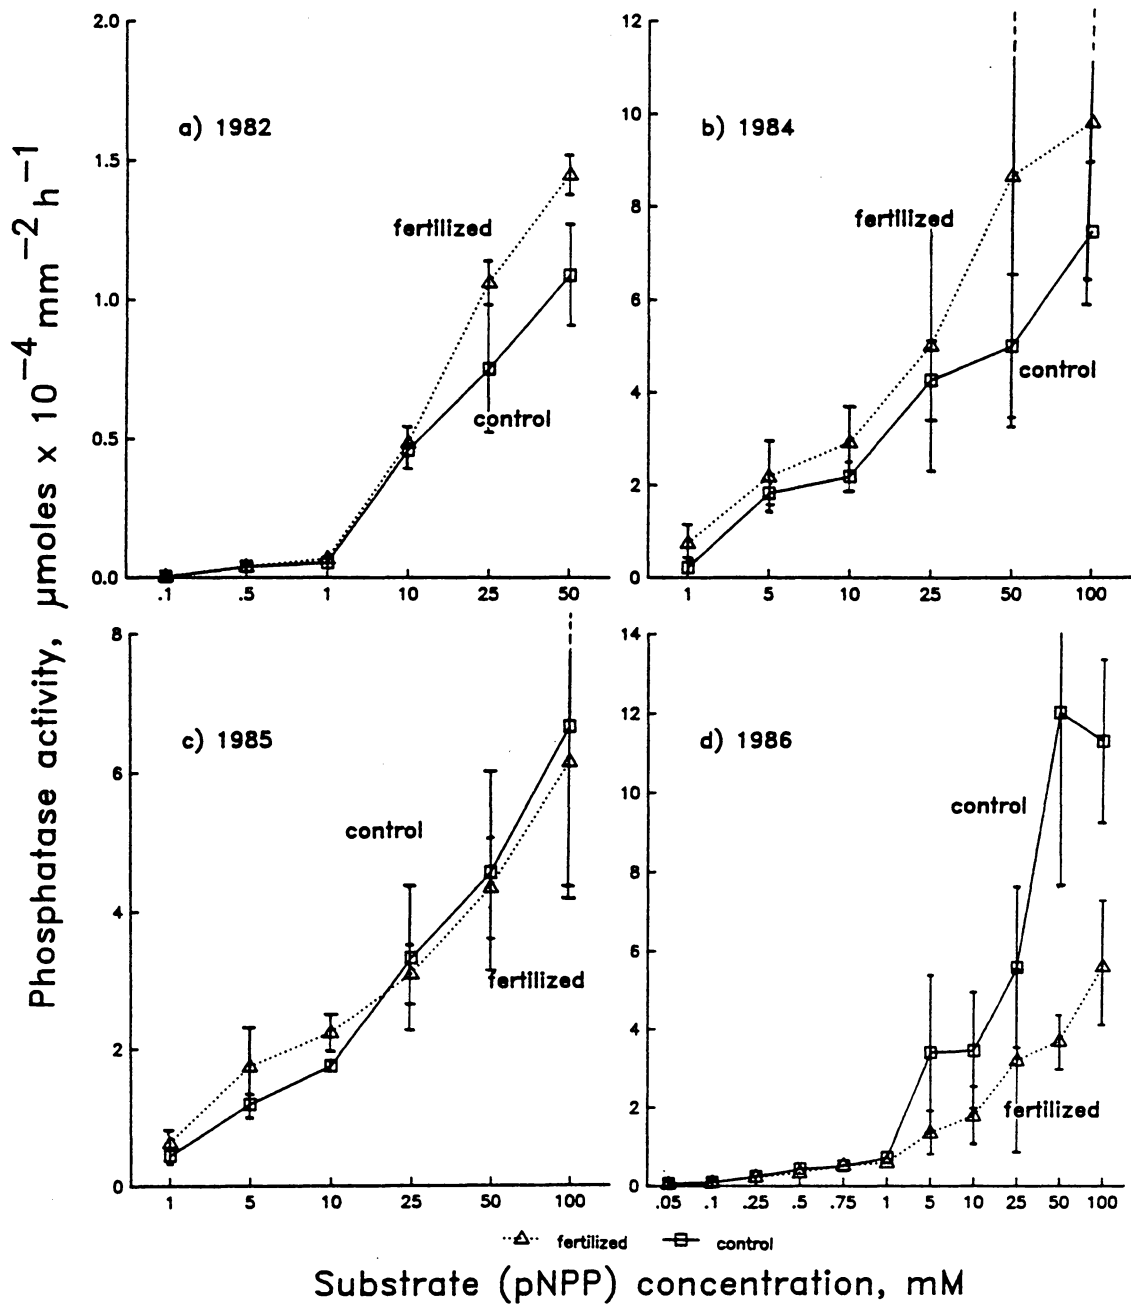 Phosphatase activity, µmoles x 10−4 mm−2 h−1
2.0
1.5
1.0
0.5
0.0
a) 1982
fertilized
control
.1 .5 1 10 25 50
12
10
8
6
4
2
0
b) 1984
fertilized
control
1 5 10 25 50 100
8
6
4
2
0
c) 1985
control
fertilized
1 5 10 25 50 100
14
12
10
8
6
4
2
0
d) 1986
control
fertilized
.05 .1 .25 .5 .75 1 5 10 25 50 100
fertilized control
Substrate (pNPP) concentration, mM